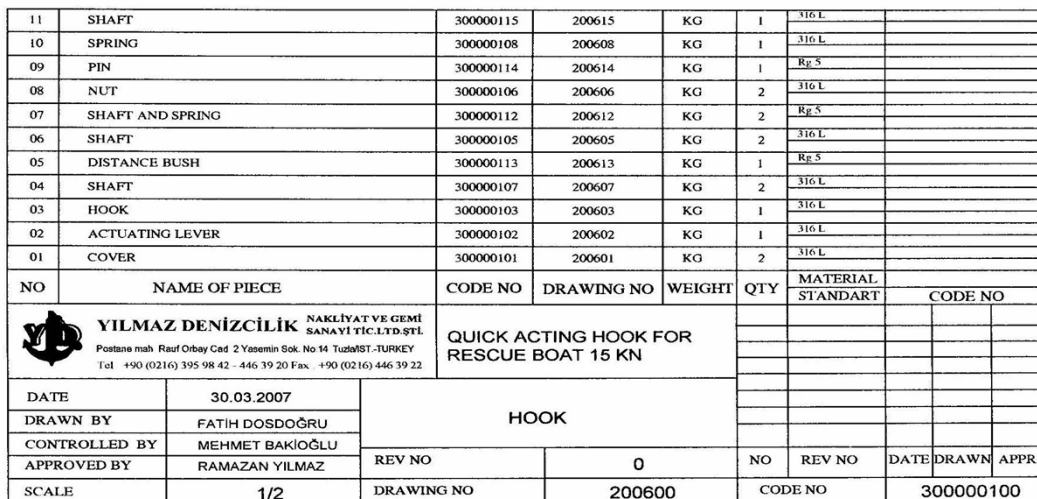 11 SHAFT 300000115 200615 KG 1 316 L
10 SPRING 300000108 200608 KG 1 316 L
09 PIN 300000114 200614 KG 1 Rg 5
08 NUT 300000106 200606 KG 2 316 L
07 SHAFT AND SPRING 300000112 200612 KG 2 Rg 5
06 SHAFT 300000105 200605 KG 2 316 L
05 DISTANCE BUSH 300000113 200613 KG 1 Rg 5
04 SHAFT 300000107 200607 KG 2 316 L
03 HOOK 300000103 200603 KG 1 316 L
02 ACTUATING LEVER 300000102 200602 KG 1 316 L
01 COVER 300000101 200601 KG 2 316 L
NO NAME OF PIECE CODE NO DRAWING NO WEIGHT QTY MATERIAL
STANDART CODE NO
YILMAZ DENİZCİLİK NAKLİYAT VE GEMİ
SANAYİ TİC.LTD.ŞTİ.
Postane mah Rauf Orbay Cad 2 Yasemin Sok. No:14 Tuzla/IST.-TURKEY
Tel +90 (0216) 395 98 42 - 446 39 20 Fax +90 (0216) 446 39 22
QUICK ACTING HOOK FOR
RESCUE BOAT 15 KN
DATE 30.03.2007
DRAWN BY FATİH DOSDOĞRU
CONTROLLED BY MEHMET BAKİOĞLU
APPROVED BY RAMAZAN YILMAZ
SCALE 1/2
HOOK
REV NO 0
DRAWING NO 200600
NO REV NO DATE DRAWN APPR
CODE NO 300000100